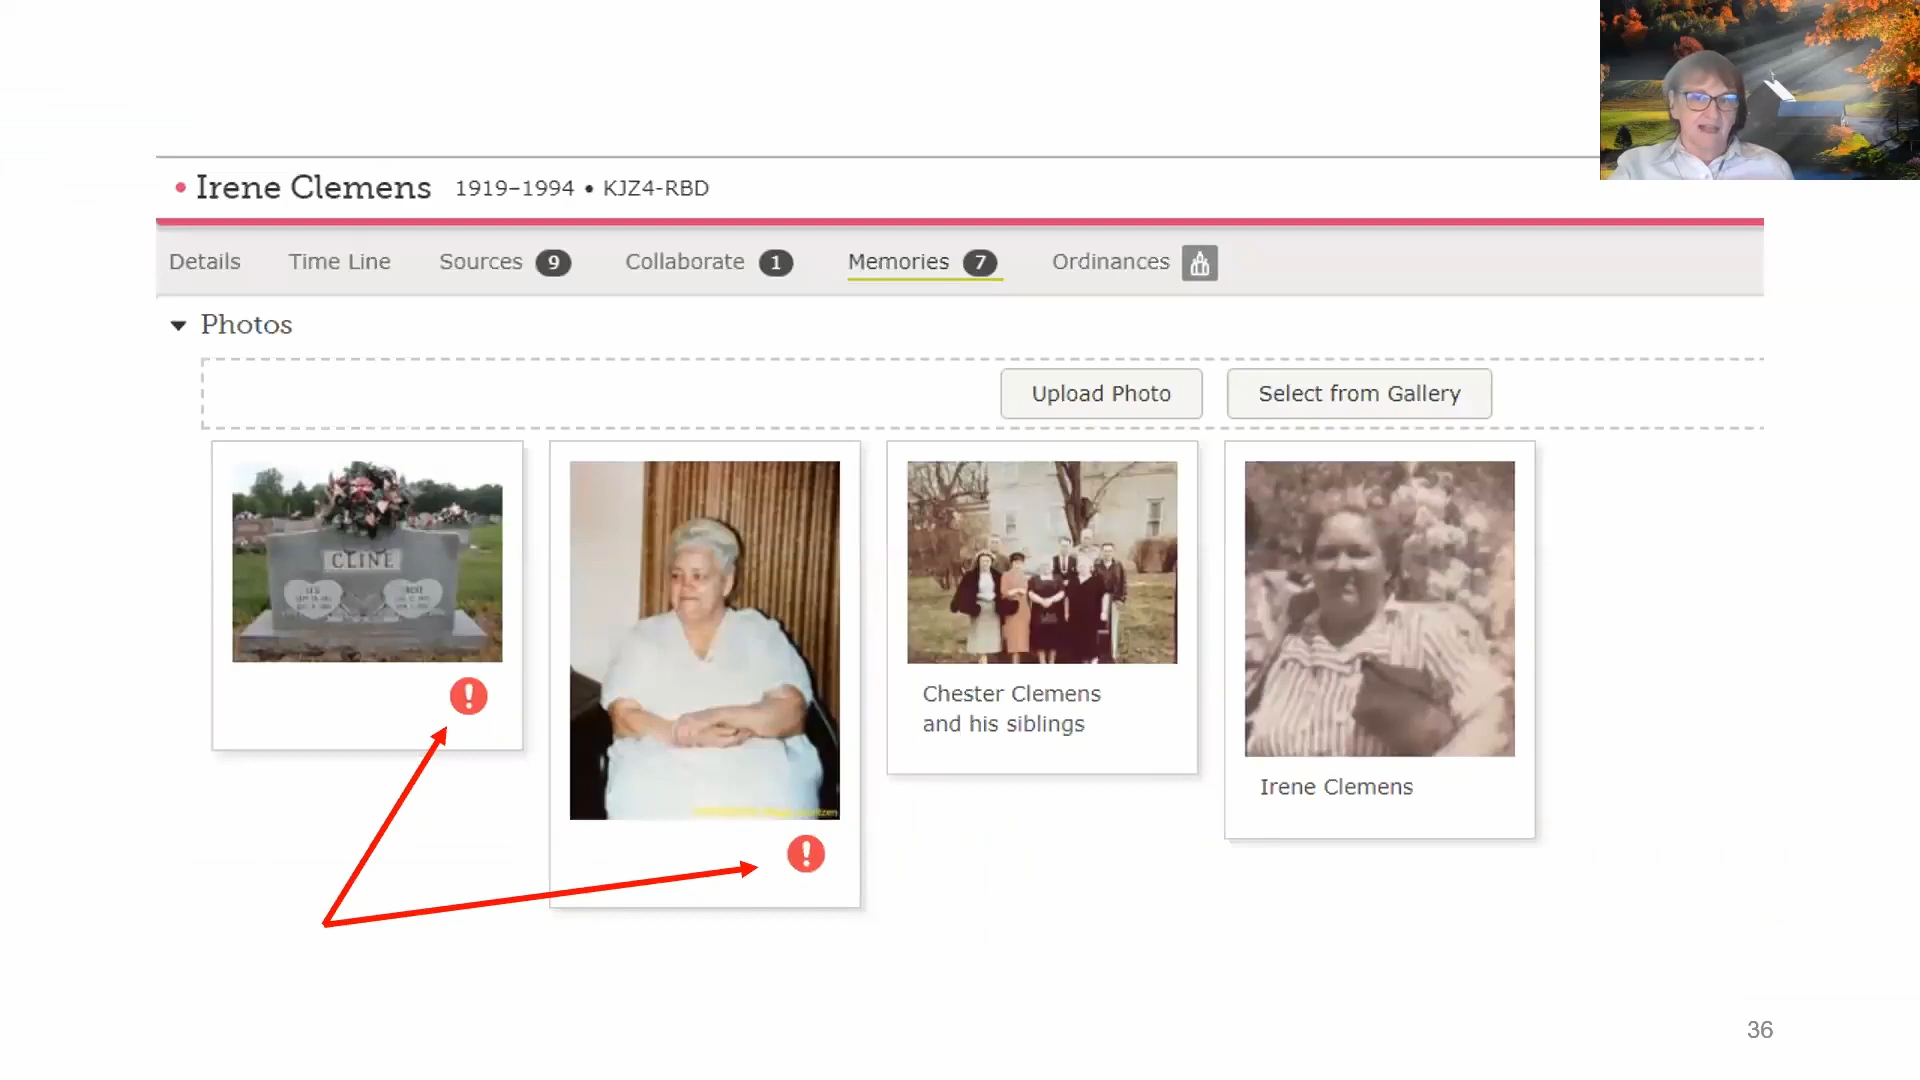 Irene Clemens 1919–1994 • KJZ4-RBD
Details Time Line Sources 9 Collaborate 1 Memories 7 Ordinances
Photos
Upload Photo Select from Gallery
CLINE
Chester Clemens
and his siblings
Irene Clemens
36